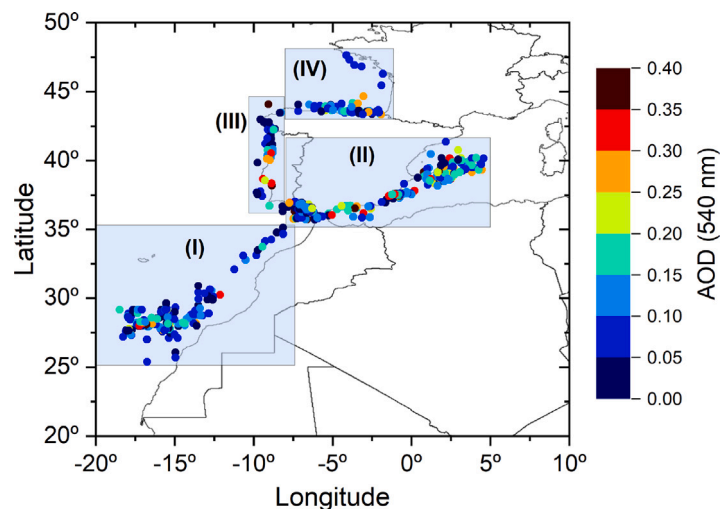 50º
45º
40º
35º
30º
25º
20º
Latitude
(IV)
(III)
(II)
(I)
-20º -15º -10º -5º 0º 5º 10º
Longitude
0.40
0.35
0.30
0.25
0.20
0.15
0.10
0.05
0.00
AOD (540 nm)